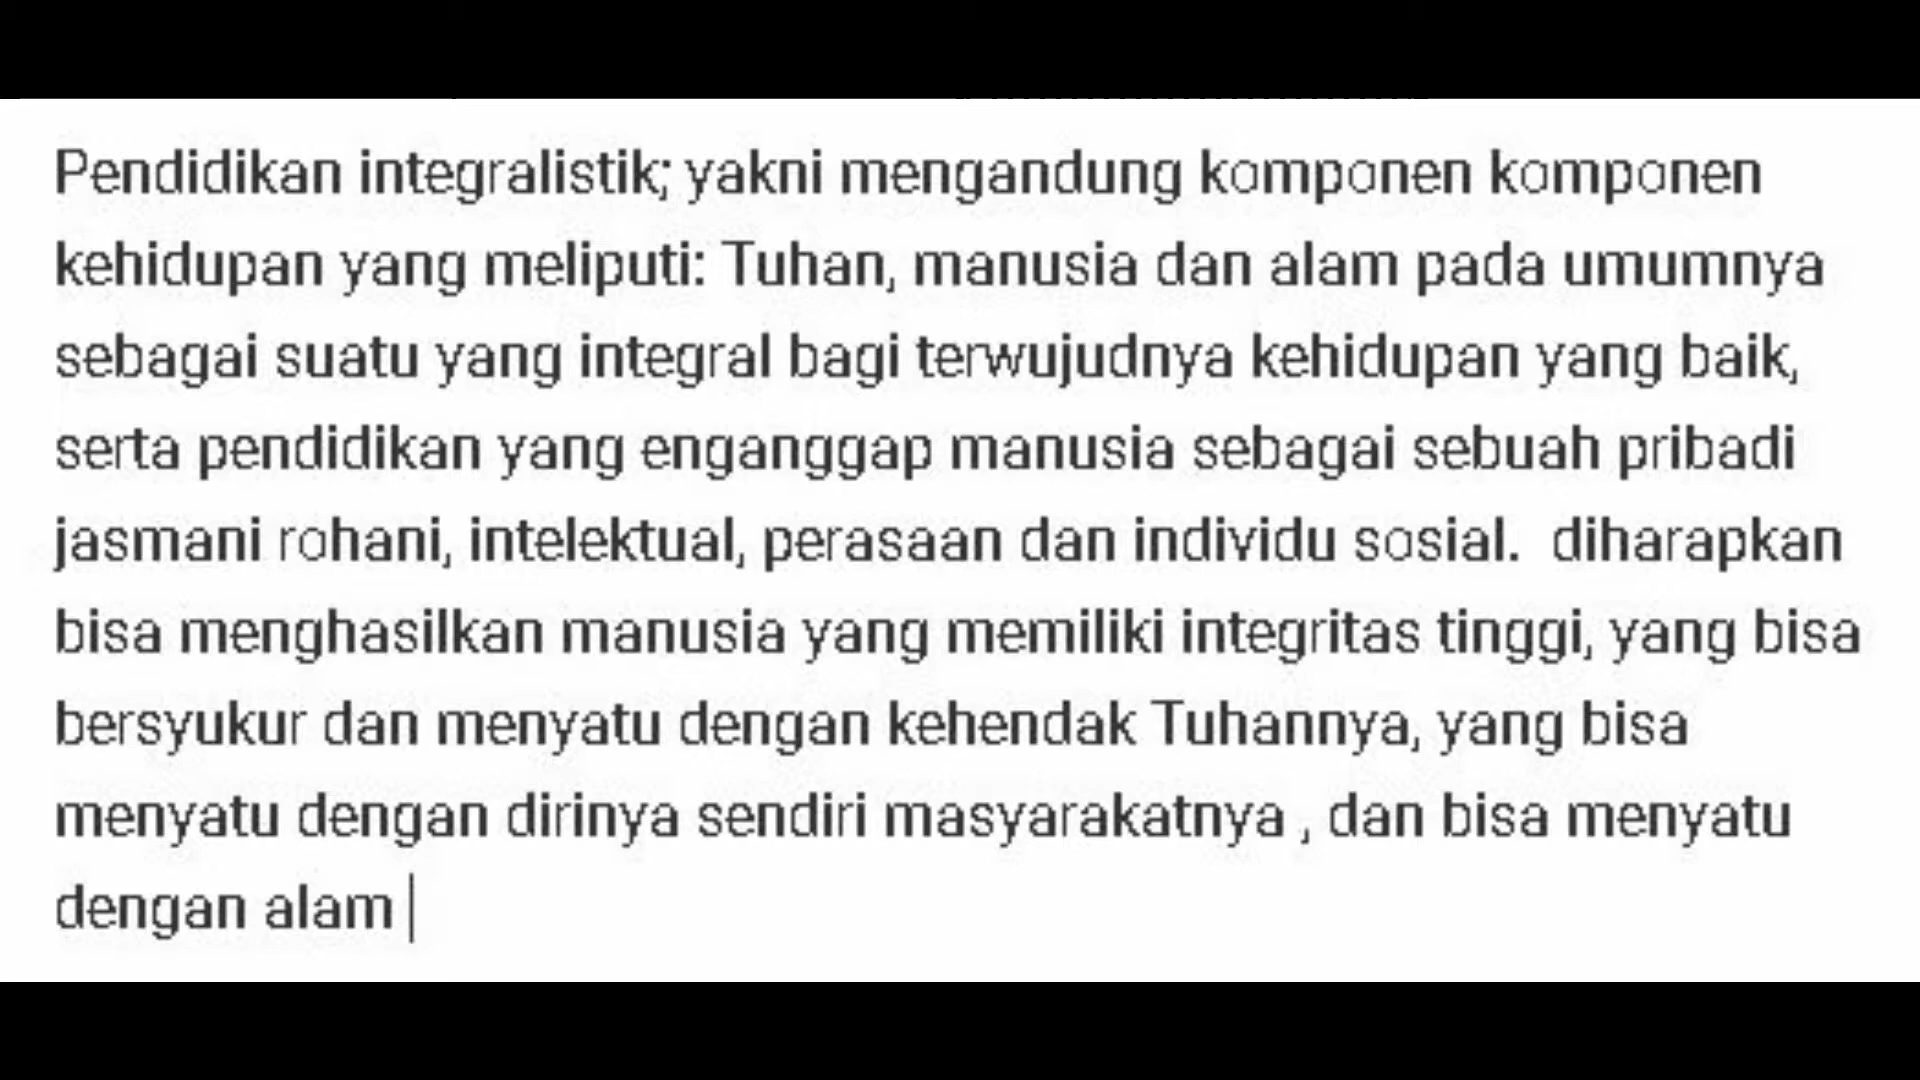 Pendidikan integralistik; yakni mengandung komponen komponen
kehidupan yang meliputi: Tuhan, manusia dan alam pada umumnya
sebagai suatu yang integral bagi terwujudnya kehidupan yang baik,
serta pendidikan yang enganggap manusia sebagai sebuah pribadi
jasmani rohani, intelektual, perasaan dan individu sosial.  diharapkan
bisa menghasilkan manusia yang memiliki integritas tinggi, yang bisa
bersyukur dan menyatu dengan kehendak Tuhannya, yang bisa
menyatu dengan dirinya sendiri masyarakatnya , dan bisa menyatu
dengan alam